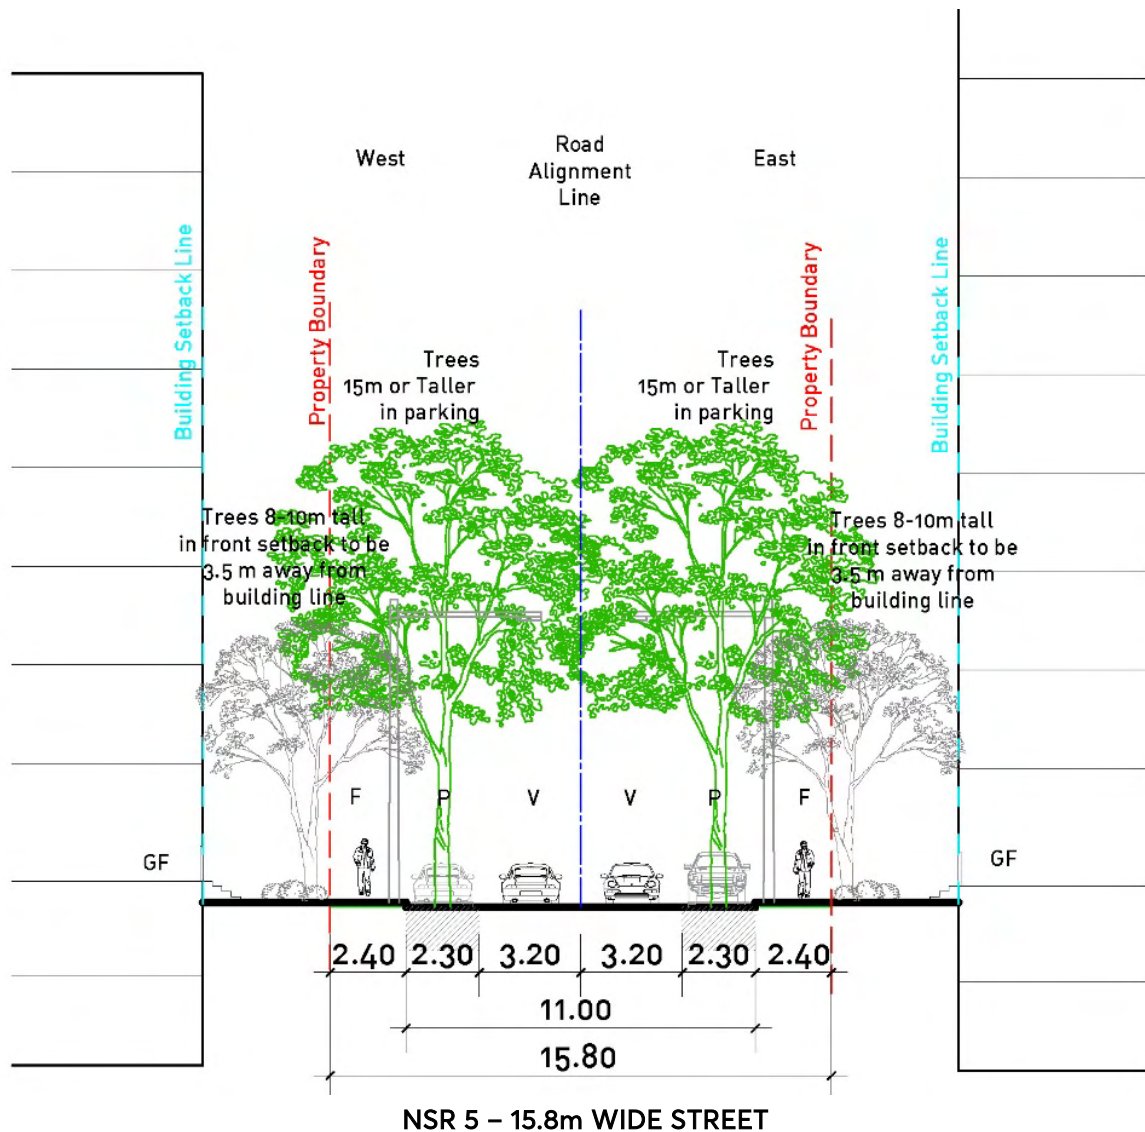 West
Road
Alignment
Line
East
Building Setback Line
Property Boundary
Property Boundary
Building Setback Line
Trees
15m or Taller
in parking
Trees
15m or Taller
in parking
Trees 8-10m tall
in front setback to be
3.5 m away from
building line
Trees 8-10m tall
in front setback to be
3.5 m away from
building line
F
P
V
V
P
F
GF
GF
2.40
2.30
3.20
3.20
2.30
2.40
11.00
15.80
NSR 5 – 15.8m WIDE STREET